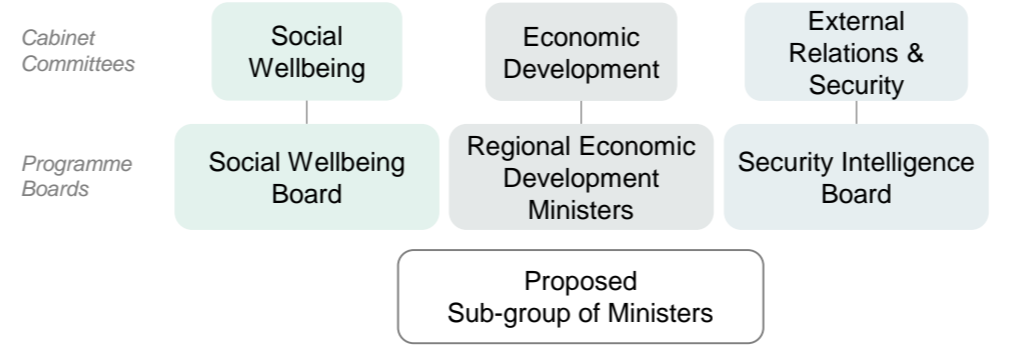 Cabinet
Committees
Social
Wellbeing
Economic
Development
External
Relations &
Security
Programme
Boards
Social Wellbeing
Board
Regional Economic
Development
Ministers
Security Intelligence
Board
Proposed
Sub-group of Ministers